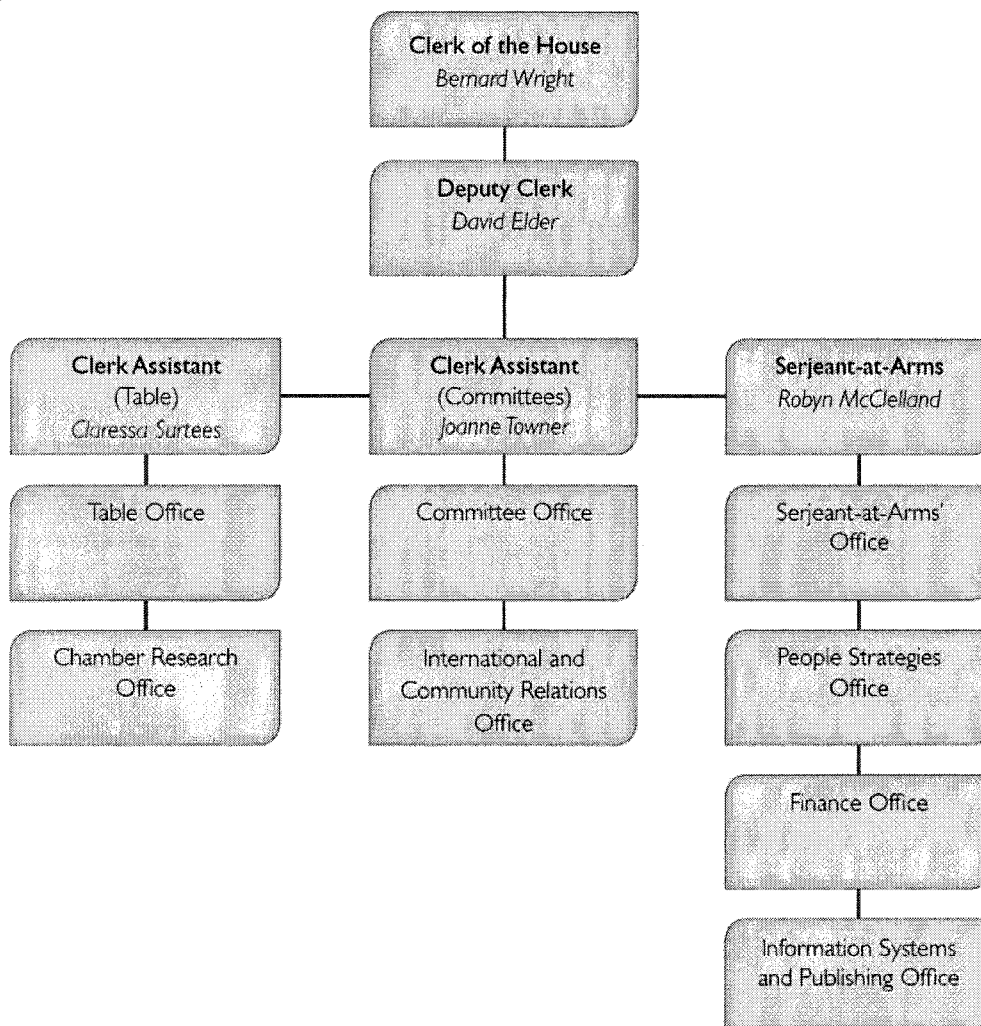 Clerk of the House
Bernard Wright
Deputy Clerk
David Elder
Clerk Assistant
(Table)
Claressa Surtees
Clerk Assistant
(Committees)
Joanne Towner
Serjeant-at-Arms
Robyn McClelland
Table Office
Committee Office
Serjeant-at-Arms'
Office
Chamber Research
Office
International and
Community Relations
Office
People Strategies
Office
Finance Office
Information Systems
and Publishing Office